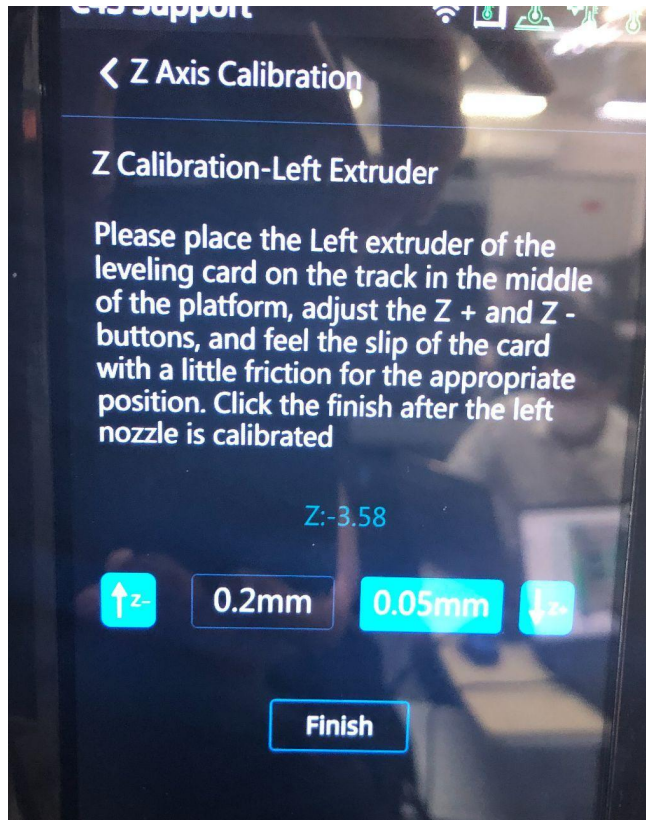 Support
< Z Axis Calibration
Z Calibration-Left Extruder
Please place the Left extruder of the
leveling card on the track in the middle
of the platform, adjust the Z + and Z -
buttons, and feel the slip of the card
with a little friction for the appropriate
position. Click the finish after the left
nozzle is calibrated
Z:-3.58
↑Z- 0.2mm 0.05mm ↓Z+
Finish